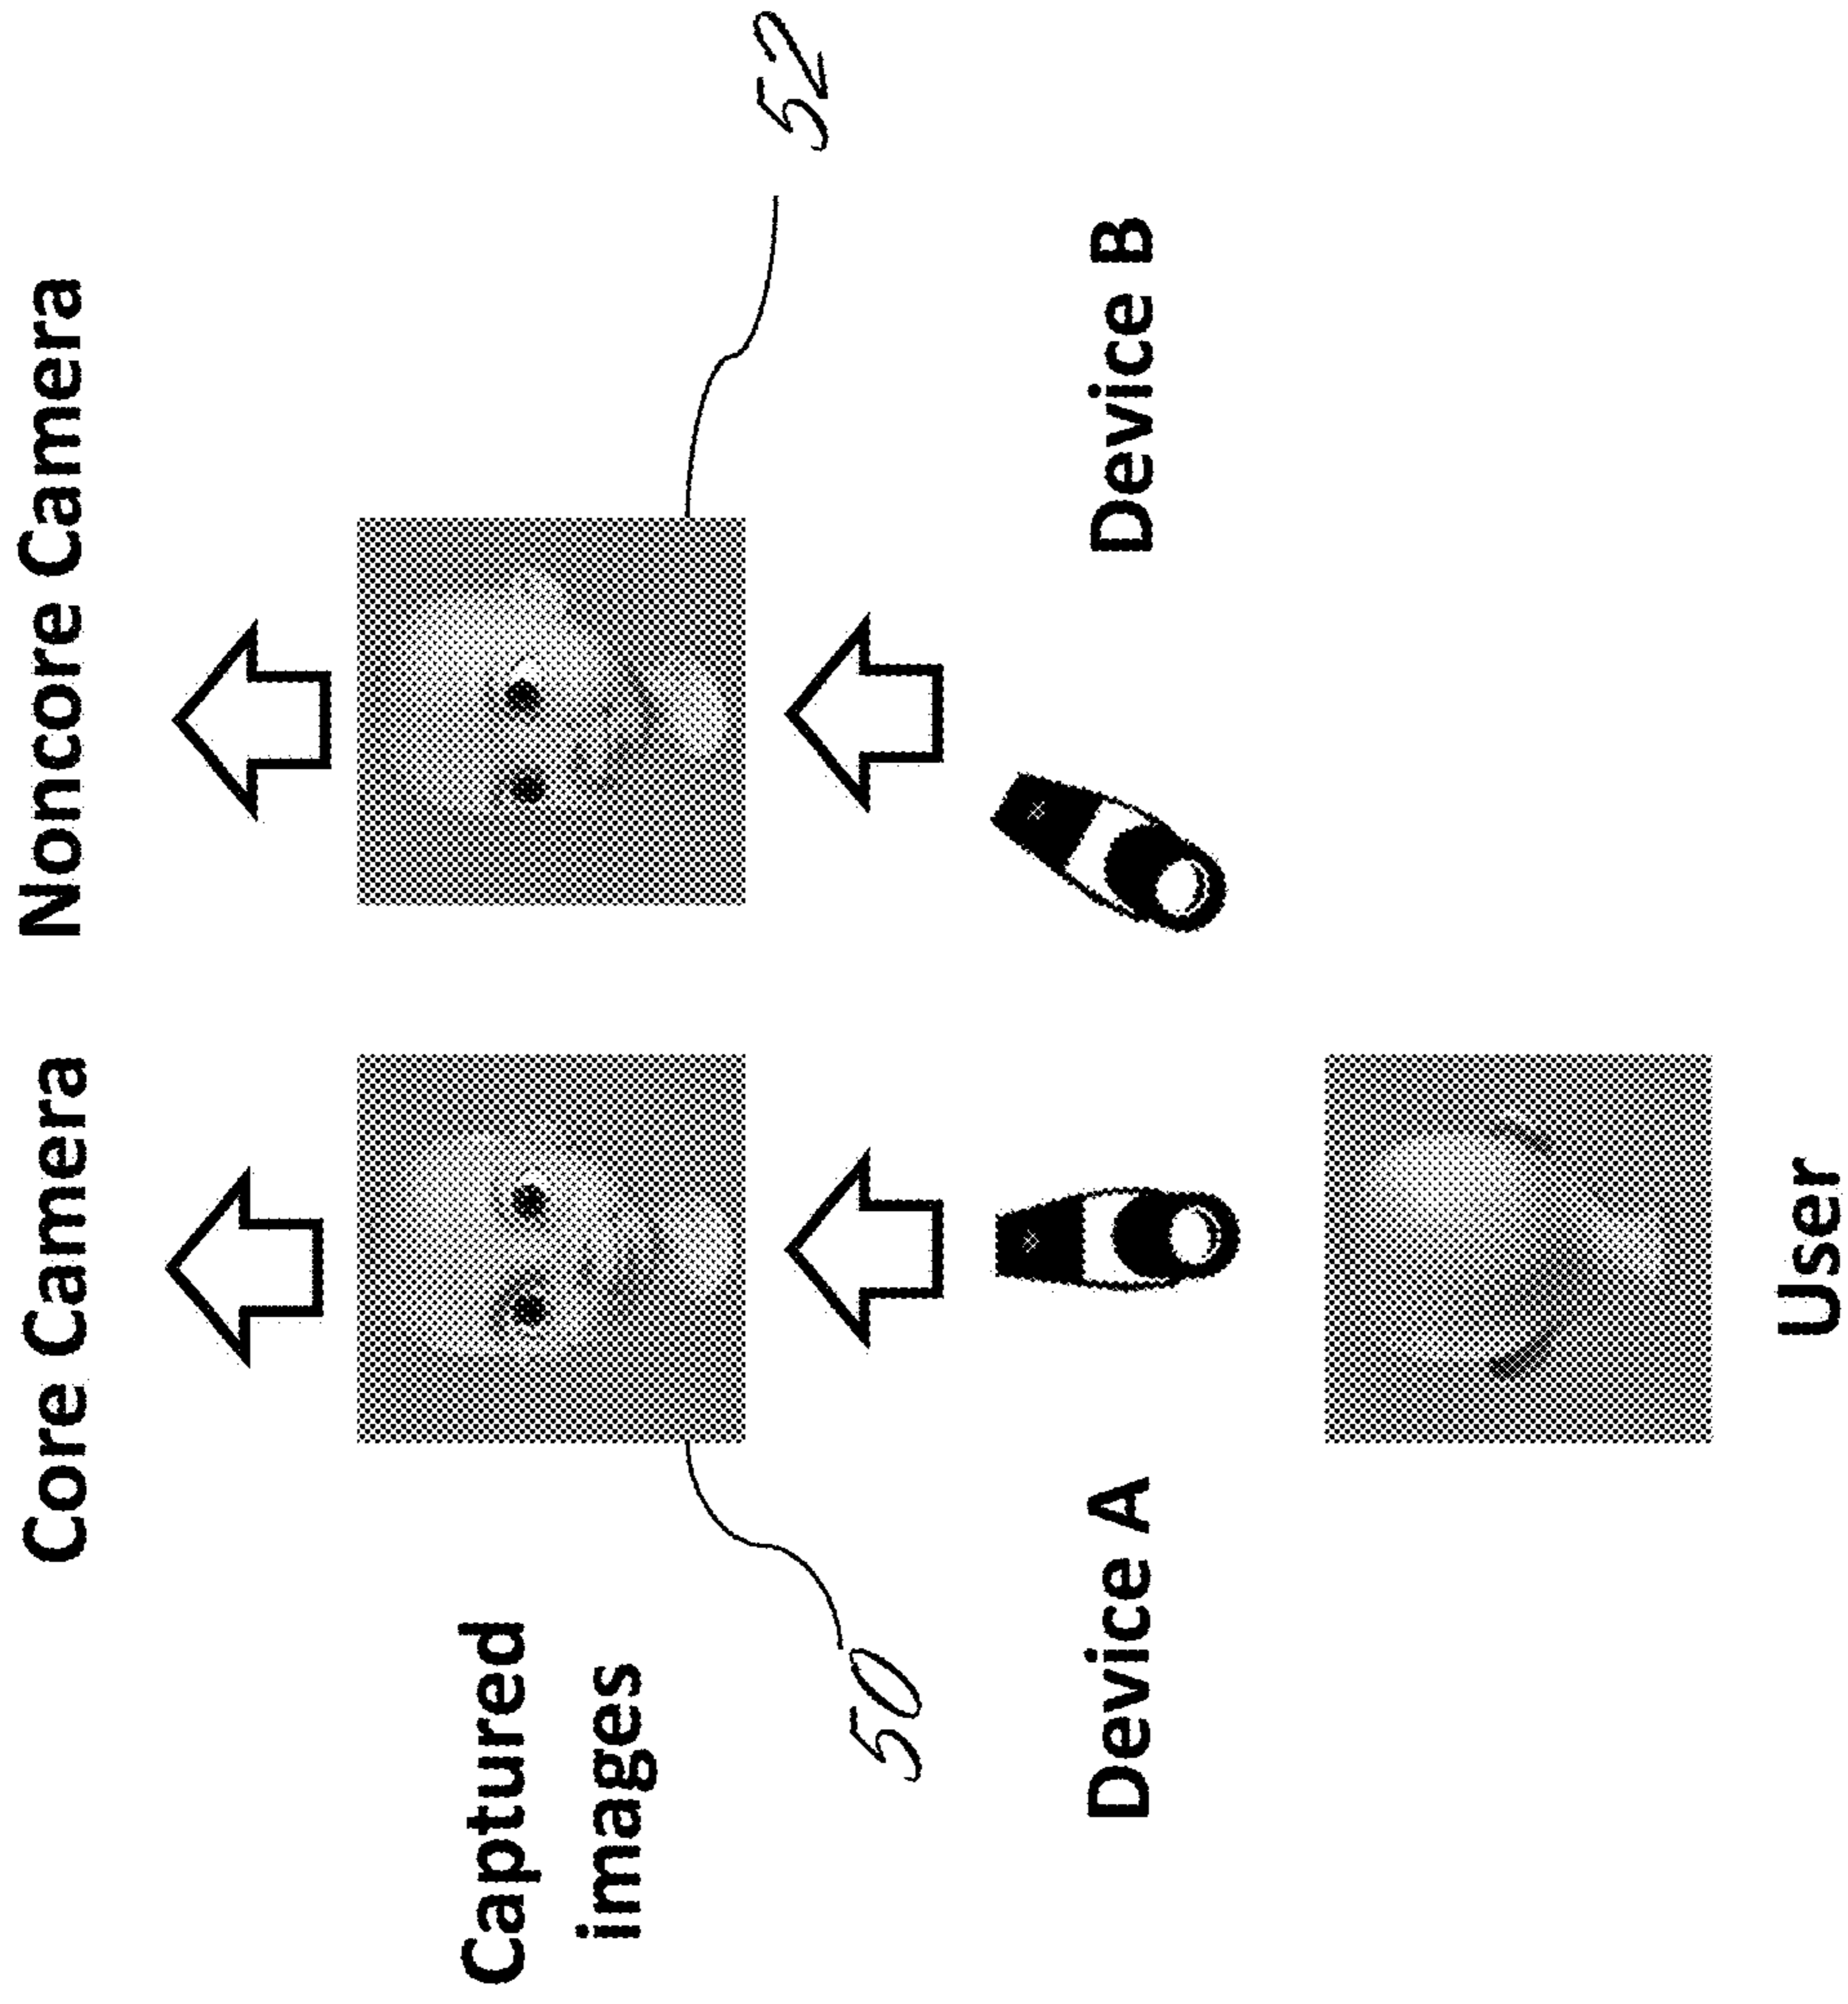 Core Camera
Noncore Camera
Captured
images
50
52
Device A
Device B
User